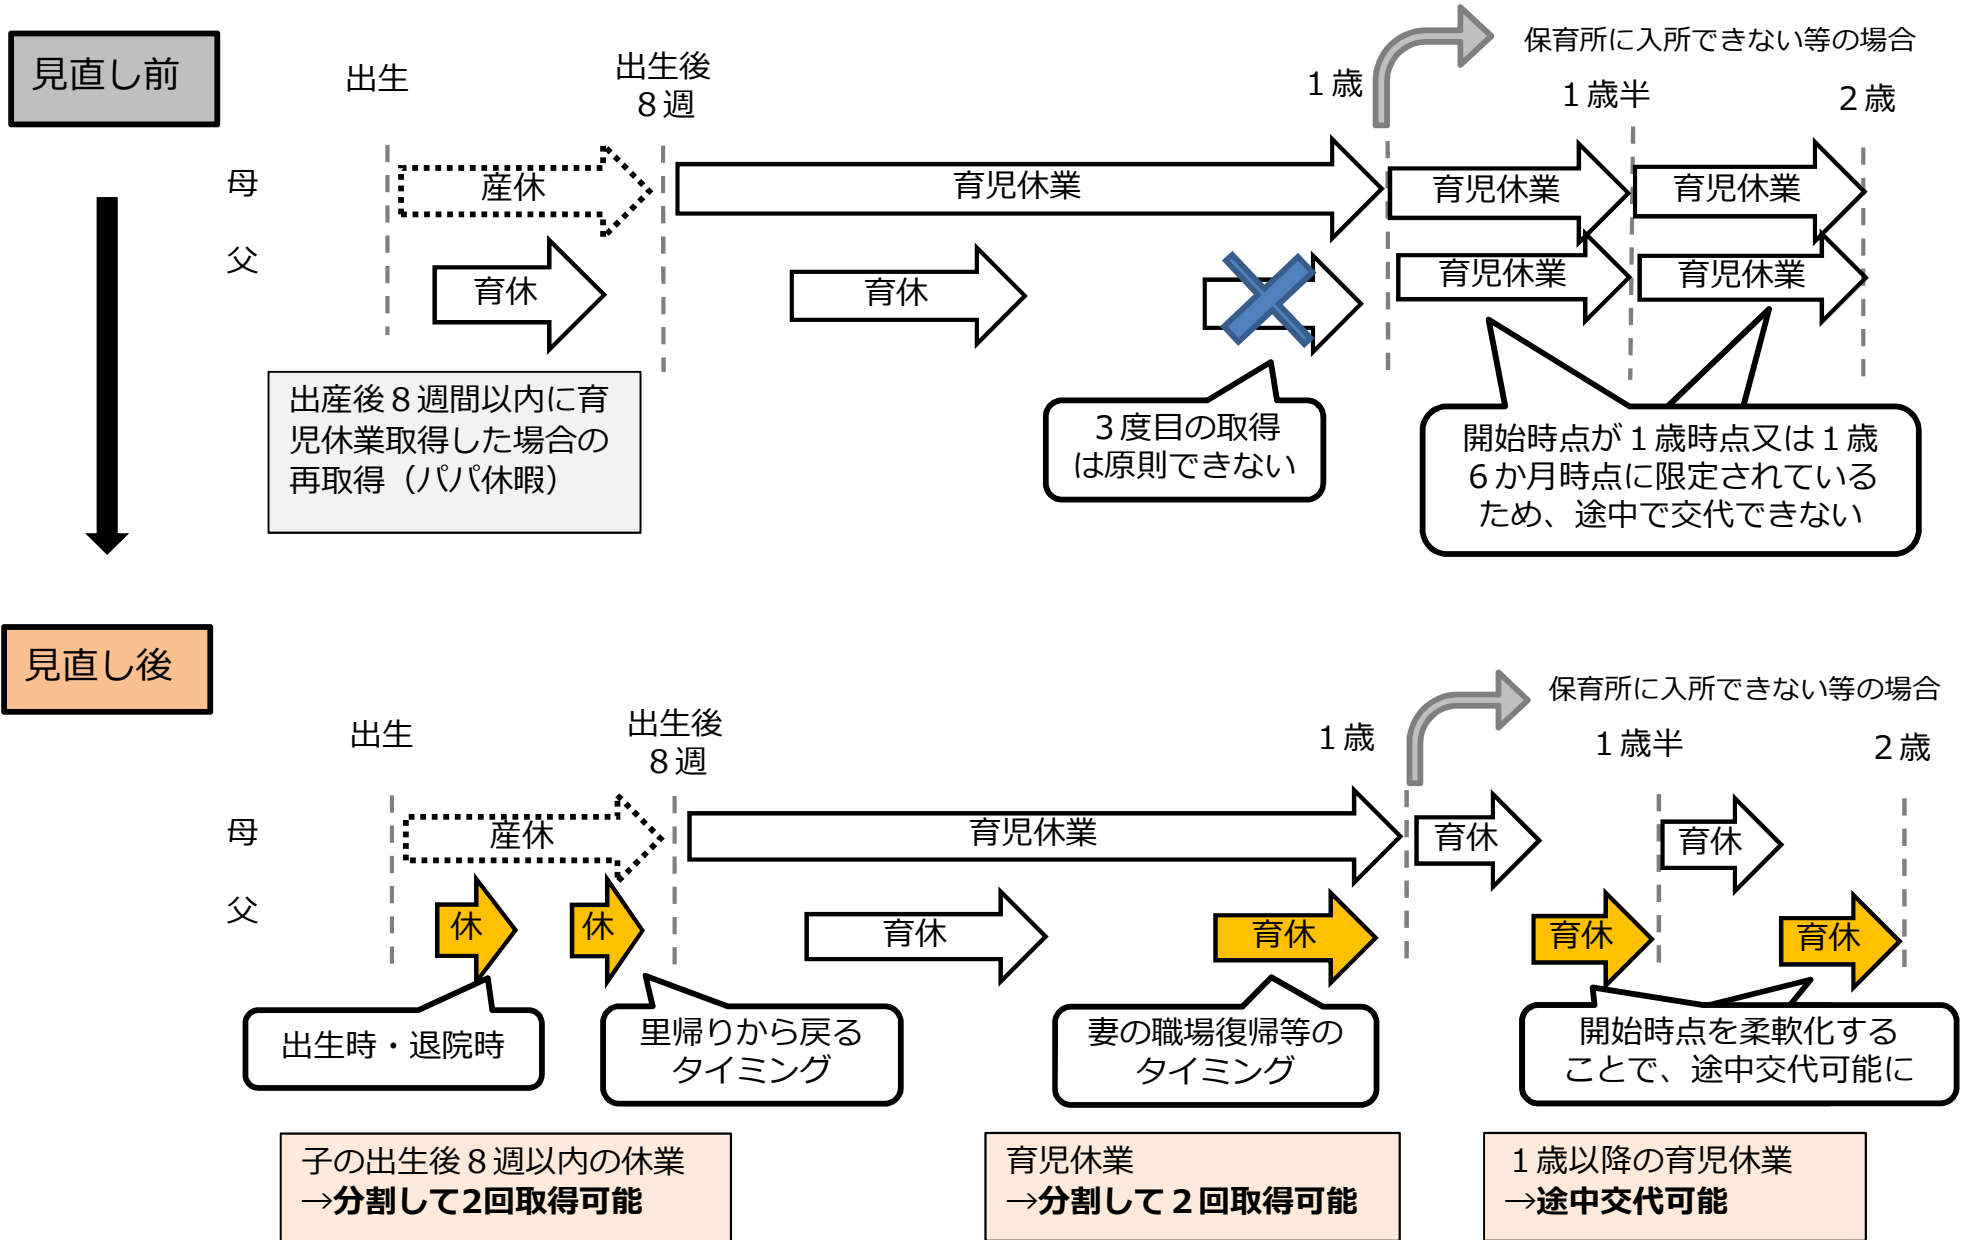 見直し前
出生
出生後
８週
１歳
保育所に入所できない等の場合
１歳半
２歳
母
産休
育児休業
育児休業
育児休業
父
育休
育休
育児休業
育児休業
出産後８週間以内に育
児休業取得した場合の
再取得（パパ休暇）
３度目の取得
は原則できない
開始時点が１歳時点又は１歳
６か月時点に限定されている
ため、途中で交代できない
見直し後
出生
出生後
８週
１歳
保育所に入所できない等の場合
１歳半
２歳
母
産休
育児休業
育休
育休
父
休
休
育休
育休
育休
育休
出生時・退院時
里帰りから戻る
タイミング
妻の職場復帰等の
タイミング
開始時点を柔軟化する
ことで、途中交代可能に
子の出生後８週以内の休業
→分割して2回取得可能
育児休業
→分割して２回取得可能
１歳以降の育児休業
→途中交代可能